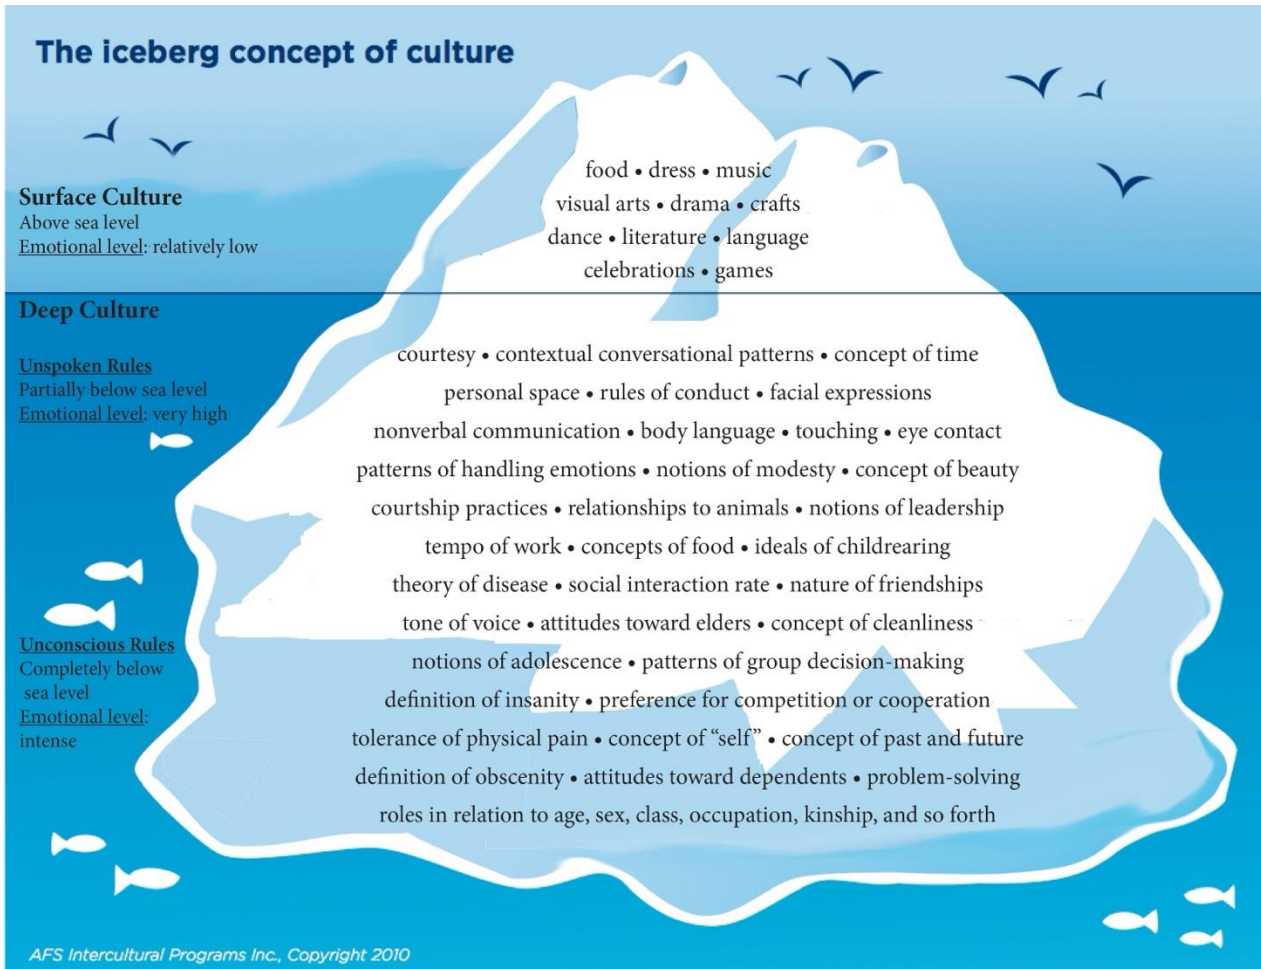 The iceberg concept of culture
Surface Culture
Above sea level
Emotional level: relatively low
food • dress • music
visual arts • drama • crafts
dance • literature • language
celebrations • games
Deep Culture
Unspoken Rules
Partially below sea level
Emotional level: very high
courtesy • contextual conversational patterns • concept of time
personal space • rules of conduct • facial expressions
nonverbal communication • body language • touching • eye contact
patterns of handling emotions • notions of modesty • concept of beauty
courtship practices • relationships to animals • notions of leadership
tempo of work • concepts of food • ideals of childrearing
theory of disease • social interaction rate • nature of friendships
tone of voice • attitudes toward elders • concept of cleanliness
Unconscious Rules
Completely below
sea level
Emotional level:
intense
notions of adolescence • patterns of group decision-making
definition of insanity • preference for competition or cooperation
tolerance of physical pain • concept of “self” • concept of past and future
definition of obscenity • attitudes toward dependents • problem-solving
roles in relation to age, sex, class, occupation, kinship, and so forth
AFS Intercultural Programs Inc., Copyright 2010